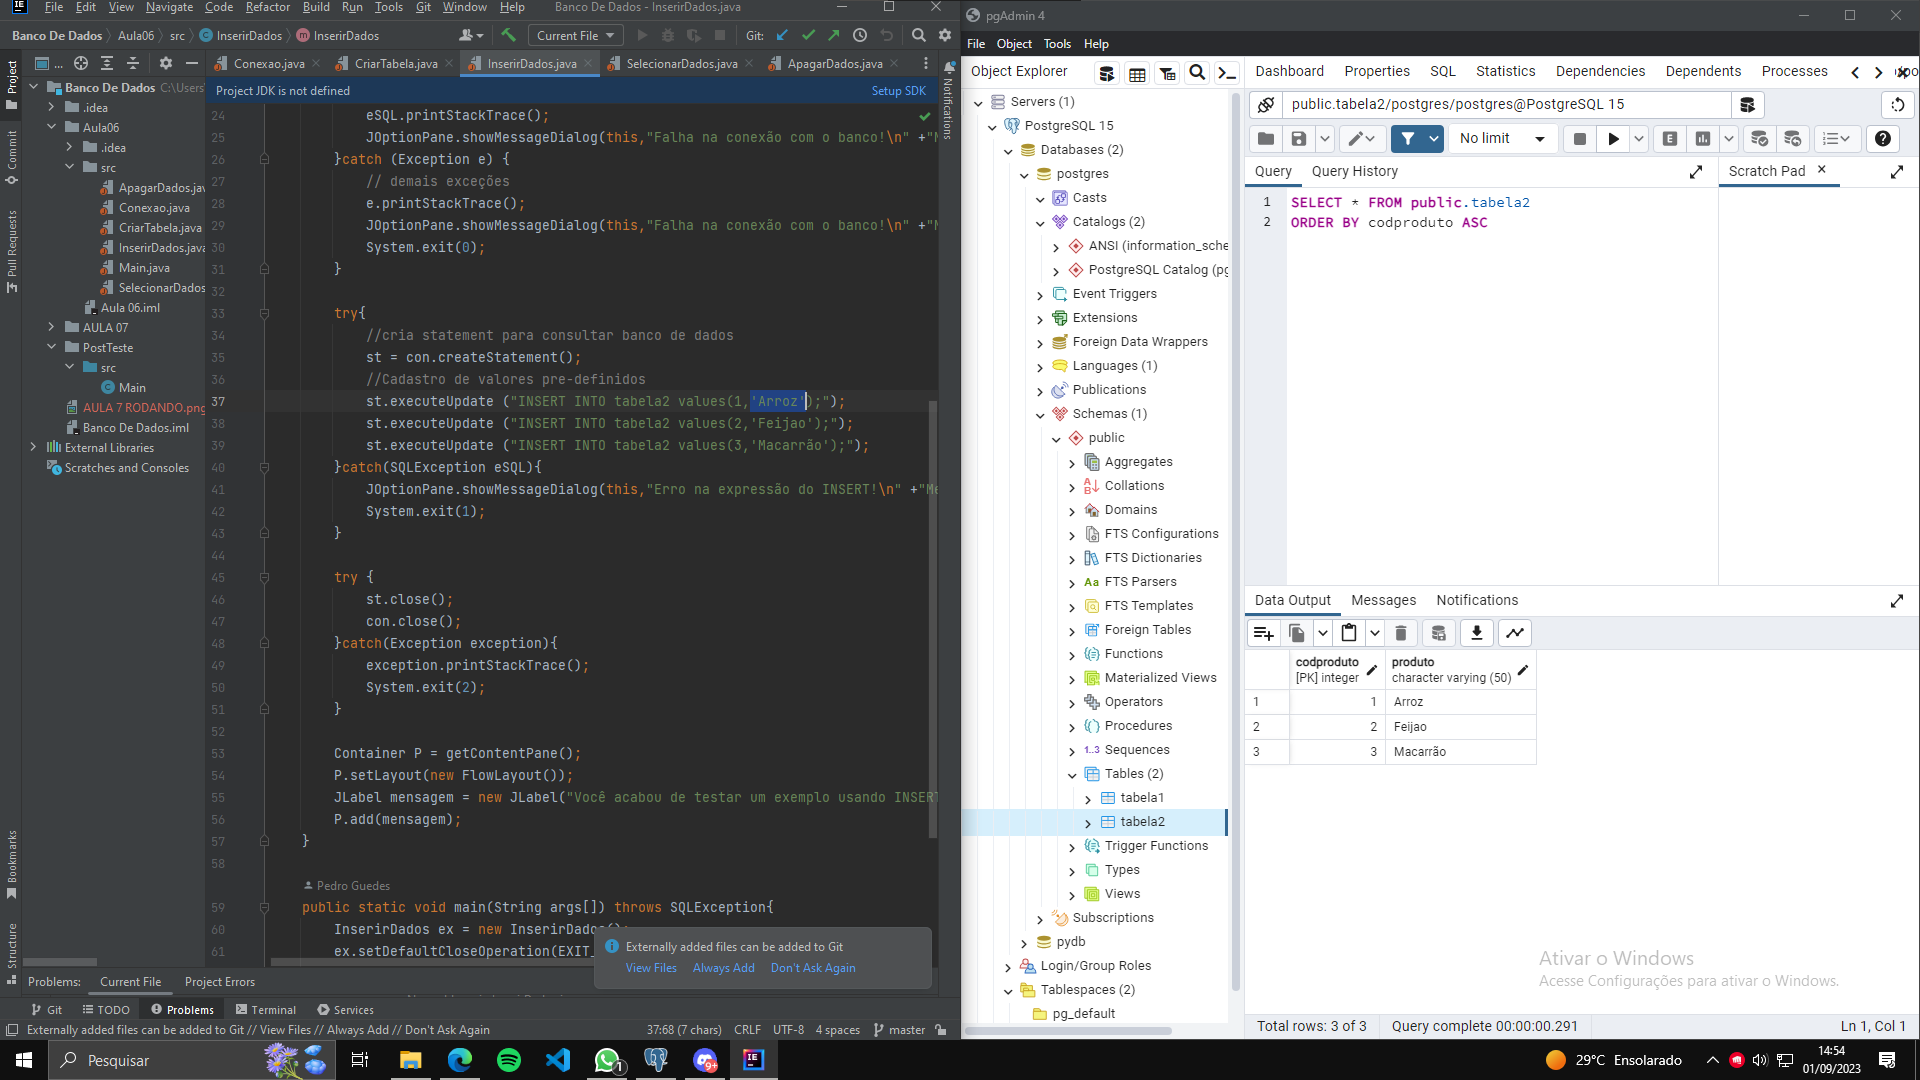 File Edit View Navigate Code Refactor Build Run Tools Git Window Help Banco De Dados - InserirDados.java
Banco De Dados Aula06 src InserirDados InserirDados Current File Git:
Project
Commit
Pull Requests
Bookmarks
Structure
Notifications
Banco De Dados C:\Users
.idea
Aula06
.idea
src
ApagarDados.jav
Conexao.java
CriarTabela.java
InserirDados.java
Main.java
SelecionarDados
Aula 06.iml
AULA 07
PostTeste
src
Main
AULA 7 RODANDO.png
Banco De Dados.iml
External Libraries
Scratches and Consoles
Conexao.java CriarTabela.java InserirDados.java SelecionarDados.java ApagarDados.java
Project JDK is not defined Setup SDK
24 eSQL.printStackTrace();
25 JOptionPane.showMessageDialog(this,"Falha na conexão com o banco!\n" +"M
26 }catch (Exception e) {
27 // demais exceções
28 e.printStackTrace();
29 JOptionPane.showMessageDialog(this,"Falha na conexão com o banco!\n" +"M
30 System.exit(0);
31 }
32
33 try{
34 //cria statement para consultar banco de dados
35 st = con.createStatement();
36 //Cadastro de valores pre-definidos
37 st.executeUpdate ("INSERT INTO tabela2 values(1,'Arroz');");
38 st.executeUpdate ("INSERT INTO tabela2 values(2,'Feijao');");
39 st.executeUpdate ("INSERT INTO tabela2 values(3,'Macarrão');");
40 }catch(SQLException eSQL){
41 JOptionPane.showMessageDialog(this,"Erro na expressão do INSERT!\n" +"Me
42 System.exit(1);
43 }
44
45 try {
46 st.close();
47 con.close();
48 }catch(Exception exception){
49 exception.printStackTrace();
50 System.exit(2);
51 }
52
53 Container P = getContentPane();
54 P.setLayout(new FlowLayout());
55 JLabel mensagem = new JLabel("Você acabou de testar um exemplo usando INSERT
56 P.add(mensagem);
57 }
58
Pedro Guedes
59 public static void main(String args[]) throws SQLException{
60 InserirDados ex = new InserirDados();
61 ex.setDefaultCloseOperation(EXIT_
Externally added files can be added to Git
View Files Always Add Don't Ask Again
Problems: Current File Project Errors
Git TODO Problems Terminal Services
Externally added files can be added to Git // View Files // Always Add // Don't Ask Again 37:68 (7 chars) CRLF UTF-8 4 spaces master
pgAdmin 4
File Object Tools Help
Object Explorer
Servers (1)
PostgreSQL 15
Databases (2)
postgres
Casts
Catalogs (2)
ANSI (information_sche
PostgreSQL Catalog (pg
Event Triggers
Extensions
Foreign Data Wrappers
Languages (1)
Publications
Schemas (1)
public
Aggregates
Collations
Domains
FTS Configurations
FTS Dictionaries
FTS Parsers
FTS Templates
Foreign Tables
Functions
Materialized Views
Operators
Procedures
Sequences
Tables (2)
tabela1
tabela2
Trigger Functions
Types
Views
Subscriptions
pydb
Login/Group Roles
Tablespaces (2)
pg_default
Dashboard Properties SQL Statistics Dependencies Dependents Processes
public.tabela2/postgres/postgres@PostgreSQL 15
No limit
E
Query Query History Scratch Pad
1 SELECT * FROM public.tabela2
2 ORDER BY codproduto ASC
Data Output Messages Notifications
codproduto produto
[PK] integer character varying (50)
1 1 Arroz
2 2 Feijao
3 3 Macarrão
Ativar o Windows
Acesse Configurações para ativar o Windows.
Total rows: 3 of 3 Query complete 00:00:00.291 Ln 1, Col 1
Pesquisar
1
9+
29°C Ensolarado
14:54
01/09/2023